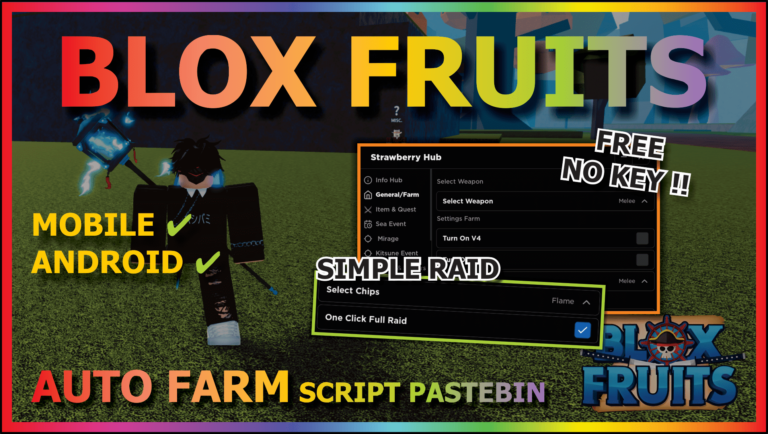 BLOX FRUITS
?
MISC.
FREE
NO KEY !!
Strawberry Hub
Info Hub
General/Farm
Item & Quest
Sea Event
Mirage
Kitsune Event
Select Weapon
Select Weapon
Melee
Settings Farm
Turn On V4
Melee
MOBILE ✓
ANDROID ✓
SIMPLE RAID
Select Chips
Flame
One Click Full Raid
BLOX
FRUITS
AUTO FARM SCRIPT PASTEBIN